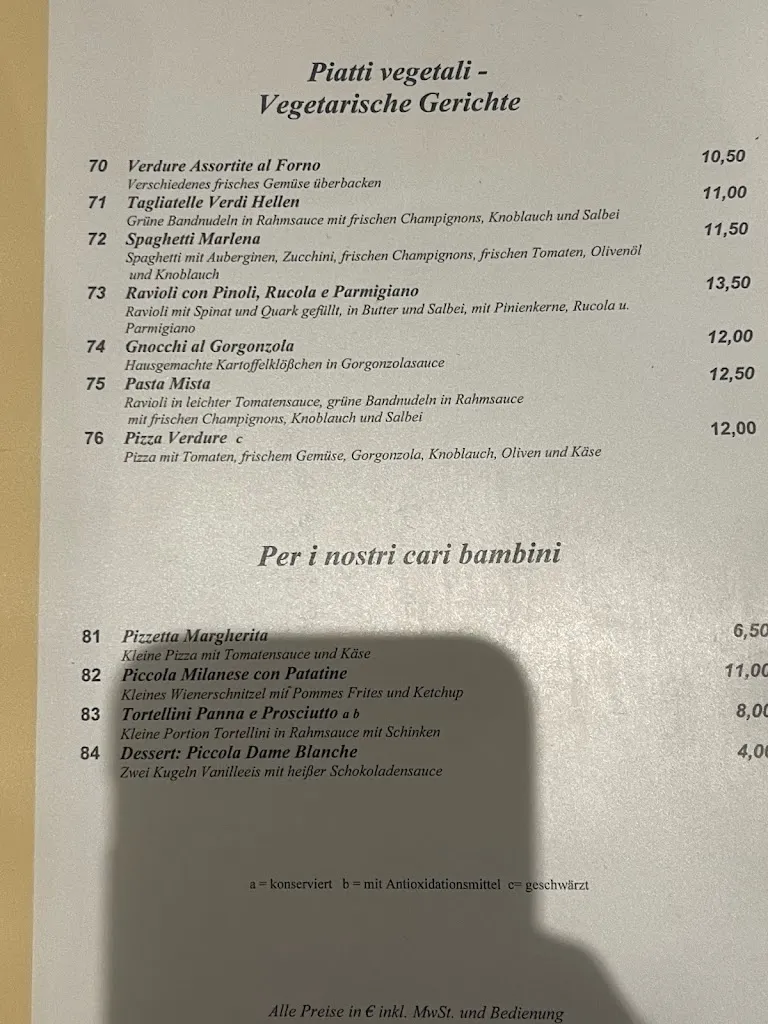 Piatti vegetali -
Vegetarische Gerichte
70 Verdure Assortite al Forno 10,50
Verschiedenes frisches Gemüse überbacken
71 Tagliatelle Verdi Hellen 11,00
Grüne Bandnudeln in Rahmsauce mit frischen Champignons, Knoblauch und Salbei
72 Spaghetti Marlena 11,50
Spaghetti mit Auberginen, Zucchini, frischen Champignons, frischen Tomaten, Olivenöl
und Knoblauch
73 Ravioli con Pinoli, Rucola e Parmigiano 13,50
Ravioli mit Spinat und Quark gefüllt, in Butter und Salbei, mit Pinienkerne, Rucola u.
Parmigiano
74 Gnocchi al Gorgonzola 12,00
Hausgemachte Kartoffelklößchen in Gorgonzolasauce
75 Pasta Mista 12,50
Ravioli in leichter Tomatensauce, grüne Bandnudeln in Rahmsauce
mit frischen Champignons, Knoblauch und Salbei
76 Pizza Verdure c 12,00
Pizza mit Tomaten, frischem Gemüse, Gorgonzola, Knoblauch, Oliven und Käse
Per i nostri cari bambini
81 Pizzetta Margherita 6,50
Kleine Pizza mit Tomatensauce und Käse
82 Piccola Milanese con Patatine 11,00
Kleines Wienerschnitzel mit Pommes Frites und Ketchup
83 Tortellini Panna e Prosciutto a b 8,00
Kleine Portion Tortellini in Rahmsauce mit Schinken
84 Dessert: Piccola Dame Blanche 4,00
Zwei Kugeln Vanilleeis mit heißer Schokoladensauce
a = konserviert b = mit Antioxidationsmittel c= geschwärzt
Alle Preise in € inkl. MwSt. und Bedienung